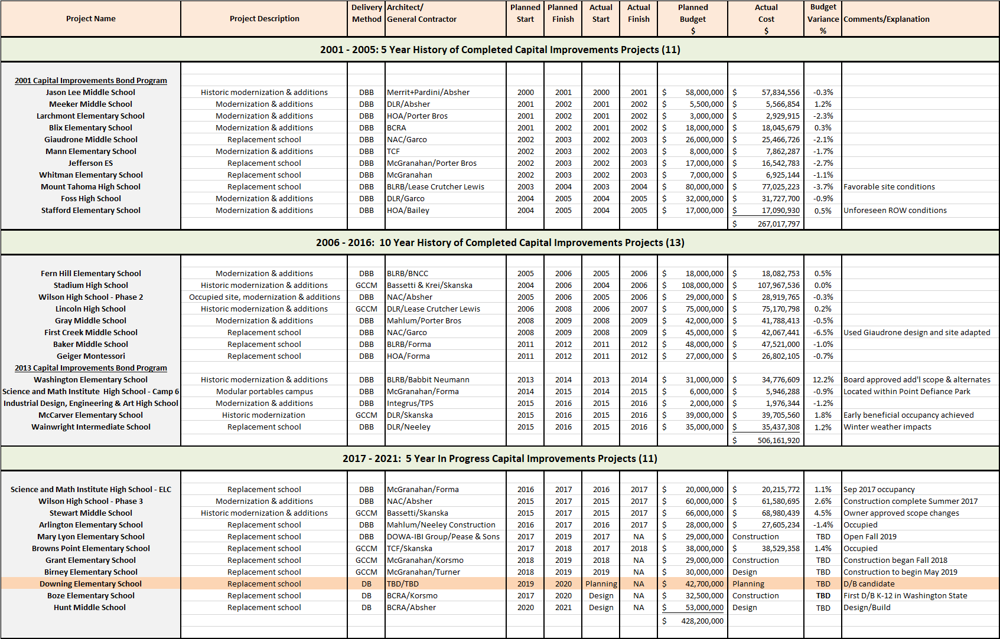 Project Name Project Description Delivery Method Architect/ General Contractor Planned Start Planned Finish Actual Start Actual Finish Planned Budget $ Actual Cost $ Budget Variance % Comments/Explanation
2001 - 2005: 5 Year History of Completed Capital Improvements Projects (11)
2001 Capital Improvements Bond Program
Jason Lee Middle School Historic modernization & additions DBB Merrit+Pardini/Absher 2000 2001 2000 2001 $ 58,000,000 $ 57,834,556 -0.3%
Meeker Middle School Modernization & additions DBB DLR/Absher 2001 2002 2001 2002 $ 5,500,000 $ 5,566,854 1.2%
Larchmont Elementary School Modernization & additions DBB HOA/Porter Bros 2001 2002 2001 2002 $ 3,000,000 $ 2,929,915 -2.3%
Blix Elementary School Modernization & additions DBB BCRA 2001 2002 2001 2002 $ 18,000,000 $ 18,045,679 0.3%
Giaudrone Middle School Replacement school DBB NAC/Garco 2002 2003 2002 2003 $ 26,000,000 $ 25,466,726 -2.1%
Mann Elementary School Modernization & additions DBB TCF 2002 2003 2002 2003 $ 8,000,000 $ 7,862,287 -1.7%
Jefferson ES Replacement school DBB McGranahan/Porter Bros 2002 2003 2002 2003 $ 17,000,000 $ 16,542,783 -2.7%
Whitman Elementary School Replacement school DBB McGranahan 2002 2003 2002 2003 $ 7,000,000 $ 6,925,144 -1.1%
Mount Tahoma High School Replacement school DBB BLRB/Lease Crutcher Lewis 2003 2004 2003 2004 $ 80,000,000 $ 77,025,223 -3.7% Favorable site conditions
Foss High School Modernization & additions DBB DLR/Garco 2004 2005 2004 2005 $ 32,000,000 $ 31,727,700 -0.9%
Stafford Elementary School Modernization & additions DBB HOA/Bailey 2004 2005 2004 2005 $ 17,000,000 $ 17,090,930 0.5% Unforeseen ROW conditions
$ 267,017,797
2006 - 2016: 10 Year History of Completed Capital Improvements Projects (13)
Fern Hill Elementary School Modernization & additions DBB BLRB/BNCC 2005 2006 2005 2006 $ 18,000,000 $ 18,082,753 0.5%
Stadium High School Historic modernization & additions GCCM Bassetti & Krei/Skanska 2004 2006 2004 2006 $ 108,000,000 $ 107,967,536 0.0%
Wilson High School - Phase 2 Occupied site, modernization & additions DBB NAC/Absher 2005 2006 2005 2006 $ 29,000,000 $ 28,919,765 -0.3%
Lincoln High School Historic modernization & additions GCCM DLR/Lease Crutcher Lewis 2006 2008 2006 2007 $ 75,000,000 $ 75,170,798 0.2%
Gray Middle School Modernization & additions DBB Mahlum/Porter Bros 2008 2009 2008 2009 $ 42,000,000 $ 41,788,413 -0.5%
First Creek Middle School Replacement school DBB NAC/Garco 2008 2009 2008 2009 $ 45,000,000 $ 42,067,441 -6.5% Used Giaudrone design and site adapted
Baker Middle School Replacement school DBB BLRB/Forma 2011 2012 2011 2012 $ 48,000,000 $ 47,521,000 -1.0%
Geiger Montessori Replacement school DBB HOA/Forma 2011 2012 2011 2012 $ 27,000,000 $ 26,802,105 -0.7%
2013 Capital Improvements Bond Program
Washington Elementary School Historic modernization & additions DBB BLRB/Babbit Neumann 2013 2014 2013 2014 $ 31,000,000 $ 34,776,609 12.2% Board approved add'l scope & alternates
Science and Math Institute High School - Camp 6 Modular portables campus DBB McGranahan/Forma 2014 2015 2014 2015 $ 6,000,000 $ 5,946,288 -0.9% Located within Point Defiance Park
Industrial Design, Engineering & Art High School Modernization & additions DBB Integrus/TPS 2015 2016 2015 2016 $ 2,000,000 $ 1,976,344 -1.2%
McCarver Elementary School Historic modernization GCCM DLR/Skanska 2015 2016 2015 2016 $ 39,000,000 $ 39,705,560 1.8% Early beneficial occupancy achieved
Wainwright Intermediate School Replacement school DBB DLR/Neeley 2015 2016 2015 2016 $ 35,000,000 $ 35,437,308 1.2% Winter weather impacts
$ 506,161,920
2017 - 2021: 5 Year In Progress Capital Improvements Projects (11)
Science and Math Institute High School - ELC Replacement school DBB McGranahan/Forma 2016 2017 2016 2017 $ 20,000,000 $ 20,215,772 1.1% Sep 2017 occupancy
Wilson High School - Phase 3 Modernization & additions DBB NAC/Absher 2015 2017 2015 2017 $ 60,000,000 $ 61,580,695 2.6% Construction complete Summer 2017
Stewart Middle School Historic modernization & additions GCCM Bassetti/Skanska 2015 2017 2015 2017 $ 66,000,000 $ 68,980,439 4.5% Owner approved scope changes
Arlington Elementary School Replacement school DBB Mahlum/Neeley Construction 2016 2017 2016 2017 $ 28,000,000 $ 27,605,234 -1.4% Occupied
Mary Lyon Elementary School Replacement school DBB DOWA-IBI Group/Pease & Sons 2017 2019 2017 NA $ 29,000,000 Construction TBD Open Fall 2019
Browns Point Elementary School Replacement school GCCM TCF/Skanska 2017 2018 2017 2018 $ 38,000,000 $ 38,529,358 1.4% Occupied
Grant Elementary School Replacement school GCCM McGranahan/Korsmo 2018 2019 2018 NA $ 29,000,000 Construction TBD Construction began Fall 2018
Birney Elementary School Replacement school GCCM McGranahan/Turner 2018 2019 2019 NA $ 30,000,000 Design TBD Construction to begin May 2019
Downing Elementary School Replacement school DB TBD/TBD 2019 2020 Planning NA $ 42,700,000 Planning TBD D/B candidate
Boze Elementary School Replacement school DB BCRA/Korsmo 2017 2020 Design NA $ 32,500,000 Construction TBD First D/B K-12 in Washington State
Hunt Middle School Replacement school DB BCRA/Absher 2020 2021 Design NA $ 53,000,000 Design TBD Design/Build
$ 428,200,000